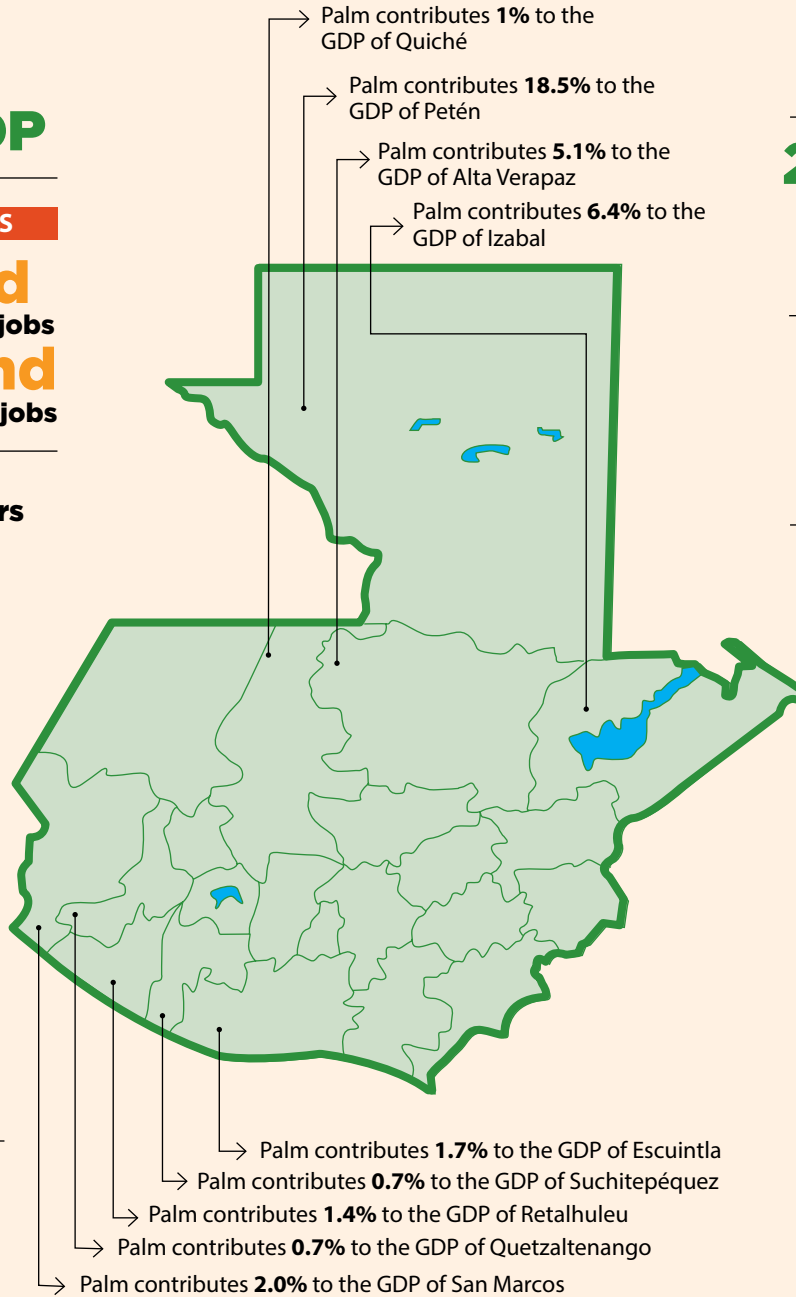 Palm contributes 1% to the
GDP of Quiché
Palm contributes 18.5% to the
GDP of Petén
Palm contributes 5.1% to the
GDP of Alta Verapaz
Palm contributes 6.4% to the
GDP of Izabal
DP
S
d
jobs
nd
jobs
rs
Palm contributes 1.7% to the GDP of Escuintla
Palm contributes 0.7% to the GDP of Suchitepéquez
Palm contributes 1.4% to the GDP of Retalhuleu
Palm contributes 0.7% to the GDP of Quetzaltenango
Palm contributes 2.0% to the GDP of San Marcos